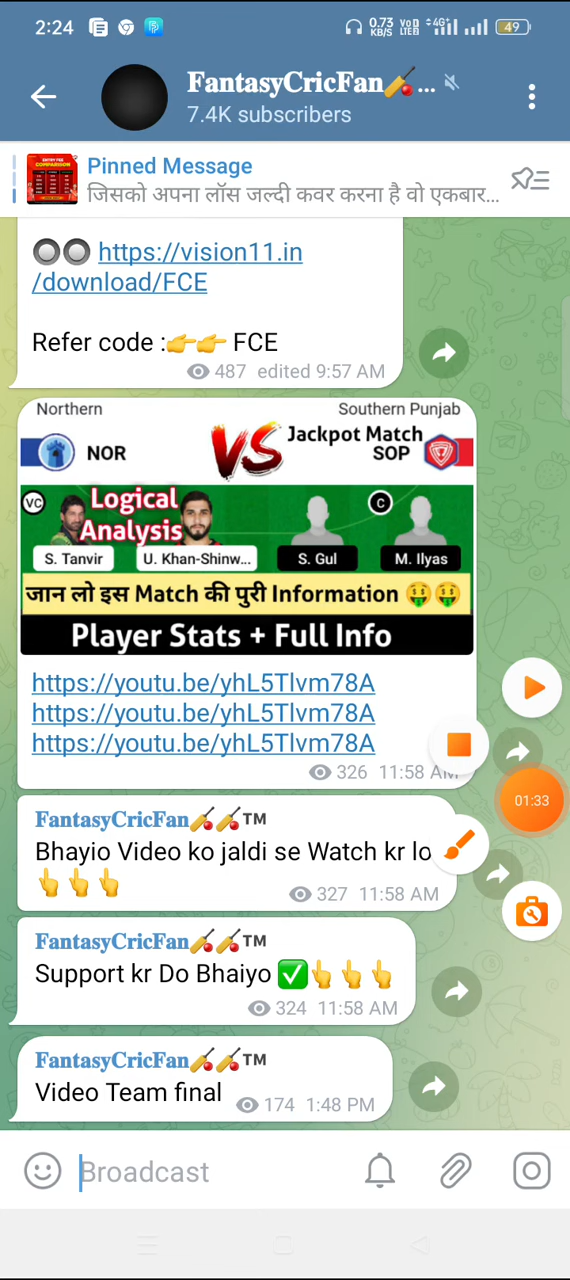 2:24
0.73 KB/S
VoD LTE2
4G+
49
FantasyCricFan🏏...
7.4K subscribers
Pinned Message
जिसको अपना लॉस जल्दी कवर करना है वो एकबार...
https://vision11.in
/download/FCE
Refer code :👉👉 FCE
487 edited 9:57 AM
Northern
Southern Punjab
NOR
VS
Jackpot Match
SOP
VC
Logical
Analysis
C
S. Tanvir
U. Khan-Shinw...
S. Gul
M. Ilyas
जान लो इस Match की पुरी Information 🤑🤑
Player Stats + Full Info
https://youtu.be/yhL5Tlvm78A
https://youtu.be/yhL5Tlvm78A
https://youtu.be/yhL5Tlvm78A
326 11:58 AM
01:33
FantasyCricFan🏏🏏™
Bhayio Video ko jaldi se Watch kr lo
👆👆👆
327 11:58 AM
FantasyCricFan🏏🏏™
Support kr Do Bhaiyo ✅👆👆👆
324 11:58 AM
FantasyCricFan🏏🏏™
Video Team final
174 1:48 PM
Broadcast